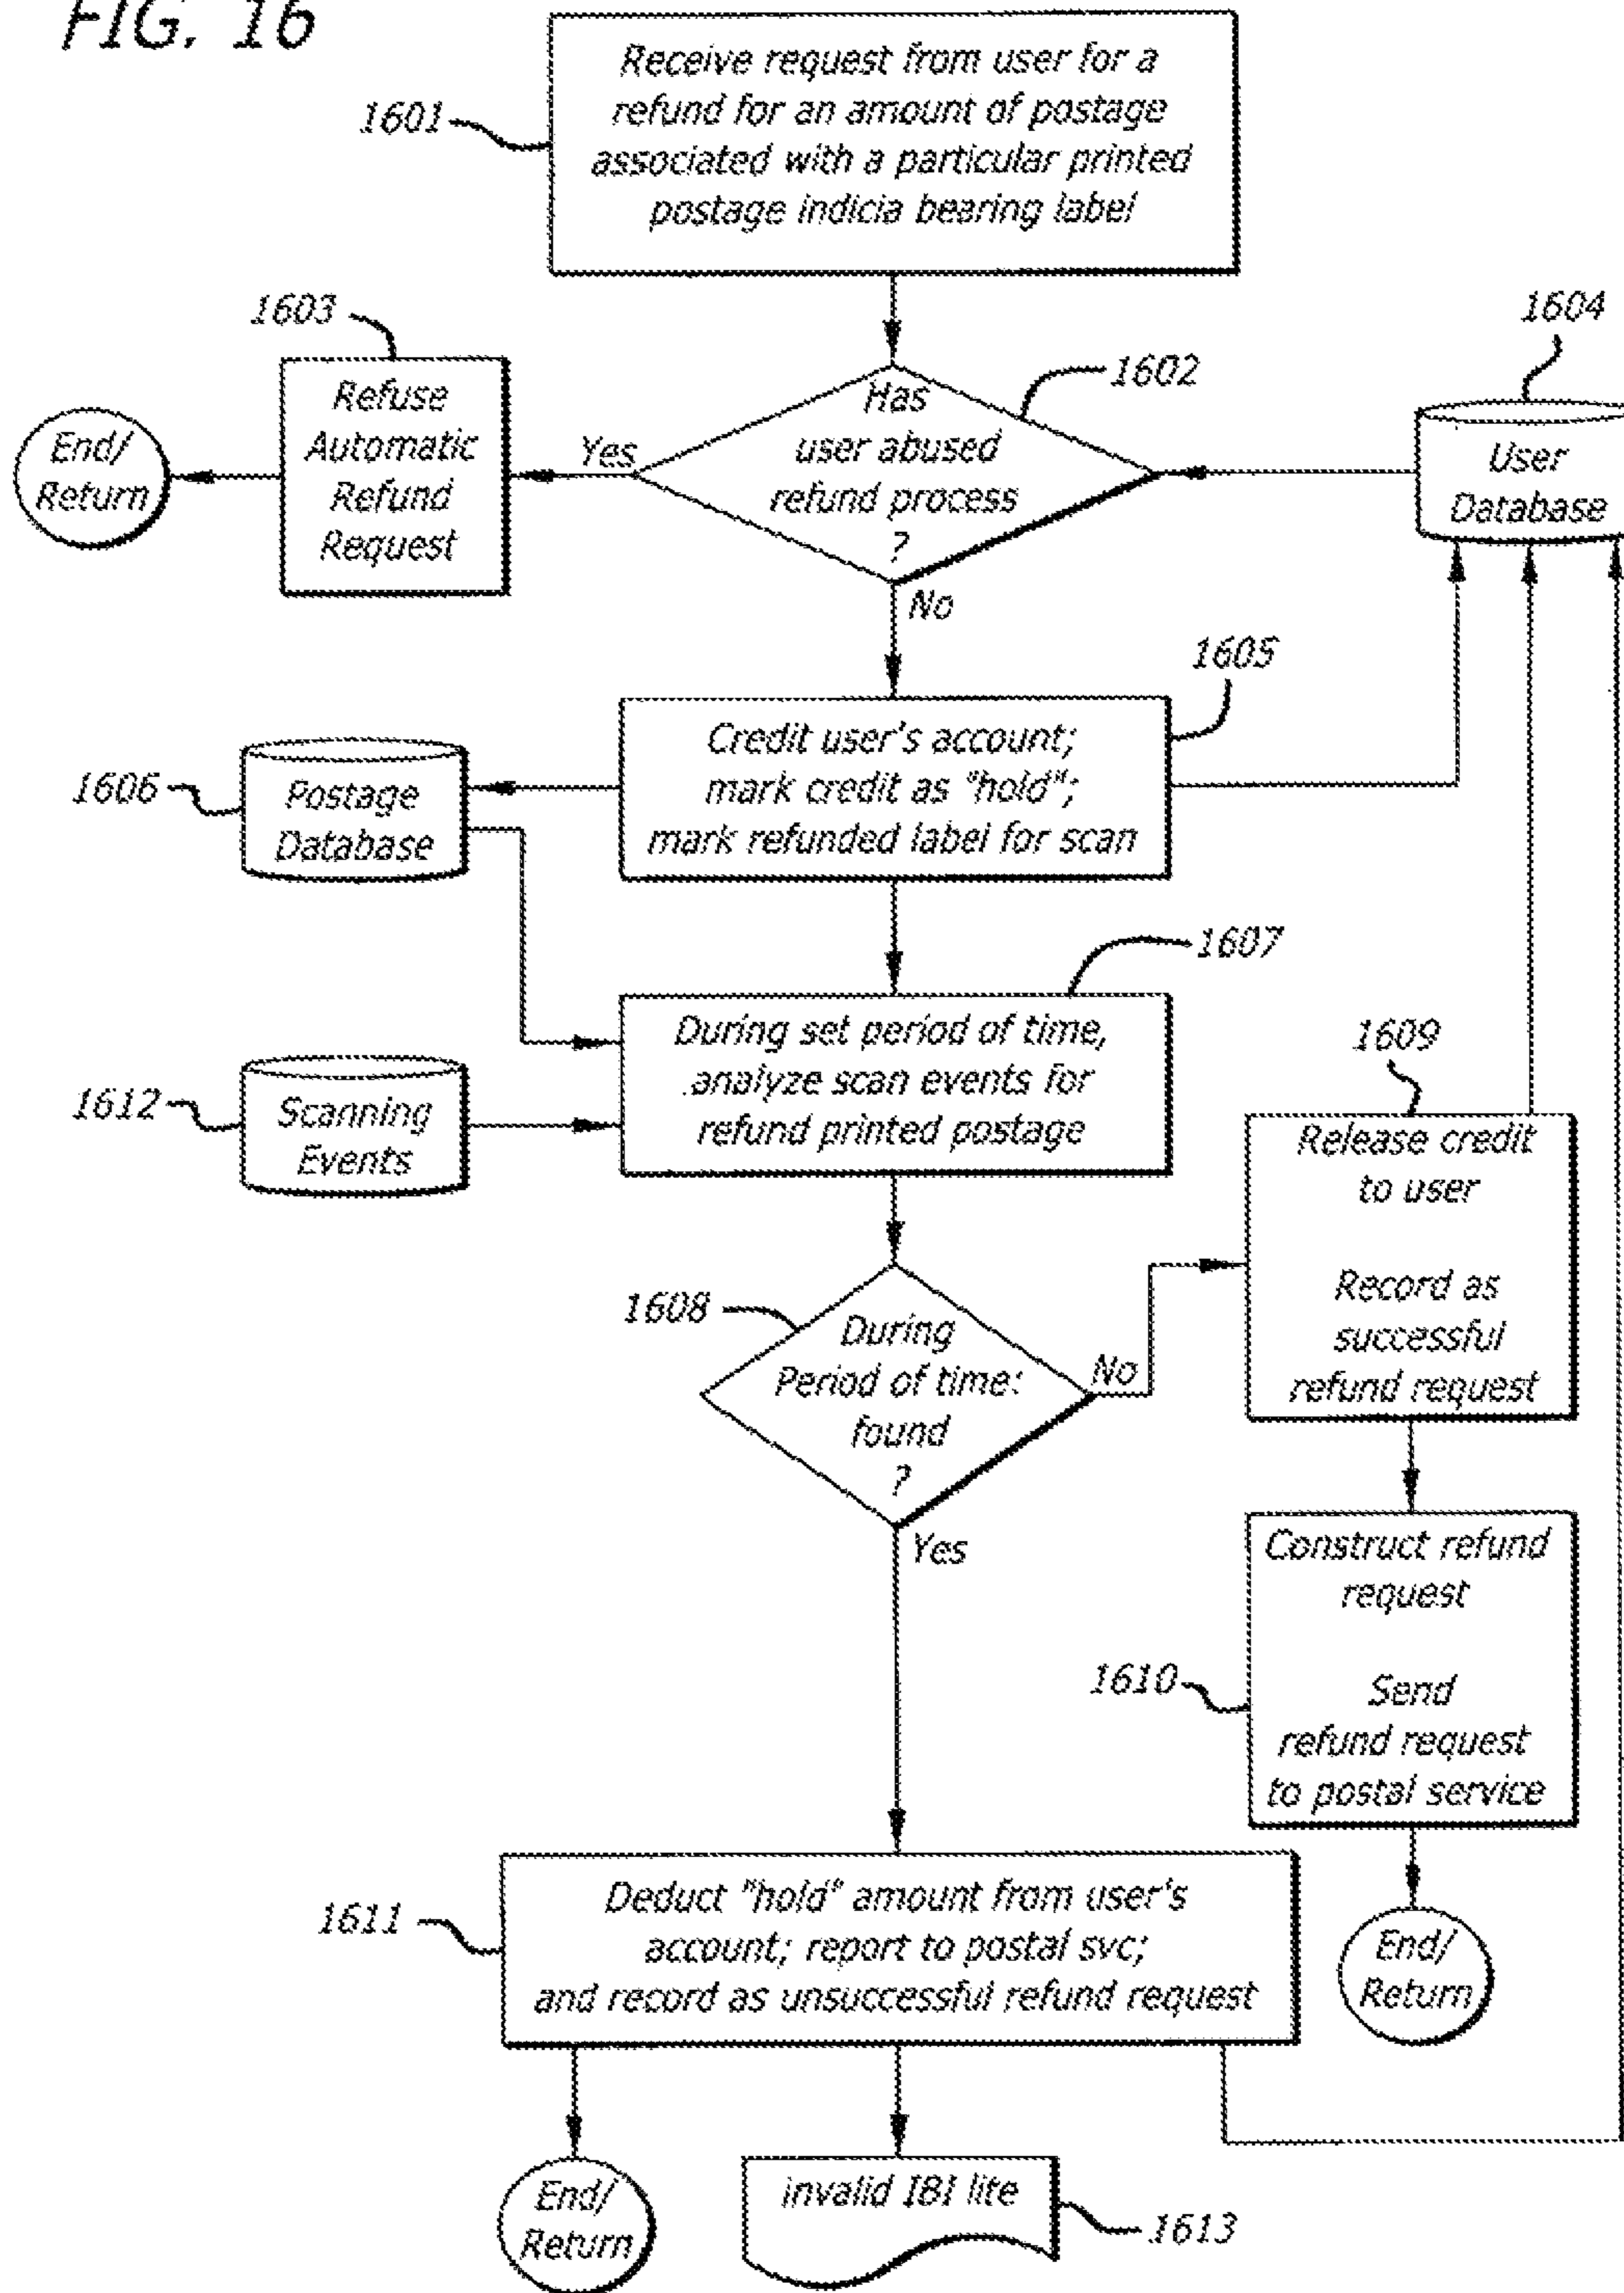 FIG. 16
Receive request from user for a
refund for an amount of postage
associated with a particular printed
postage indicia bearing label
1601
1603
1604
1602
Refuse
Automatic
Refund
Request
End/
Return
Yes
Has
user abused
refund process
?
User
Database
No
1605
Credit user's account;
mark credit as "hold";
mark refunded label for scan
1606
Postage
Database
1607
During set period of time,
analyze scan events for
refund printed postage
1612
Scanning
Events
1609
Release credit
to user
Record as
successful
refund request
1608
During
Period of time:
found
?
No
Yes
Construct refund
request
Send
refund request
to postal service
1610
1611
Deduct "hold" amount from user's
account; report to postal svc;
and record as unsuccessful refund request
End/
Return
End/
Return
invalid IBI lite
1613